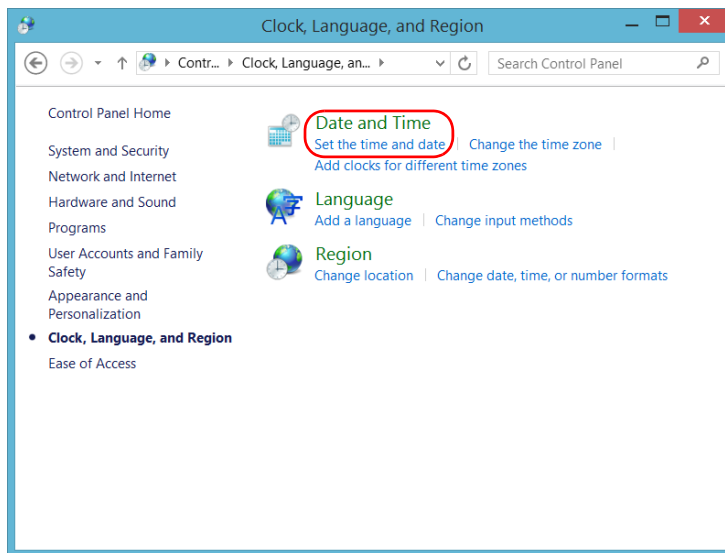 Clock, Language, and Region
Contr... Clock, Language, an...
Search Control Panel
Control Panel Home
System and Security
Network and Internet
Hardware and Sound
Programs
User Accounts and Family
Safety
Appearance and
Personalization
Clock, Language, and Region
Ease of Access
Date and Time
Set the time and date Change the time zone
Add clocks for different time zones
Language
Add a language Change input methods
Region
Change location Change date, time, or number formats